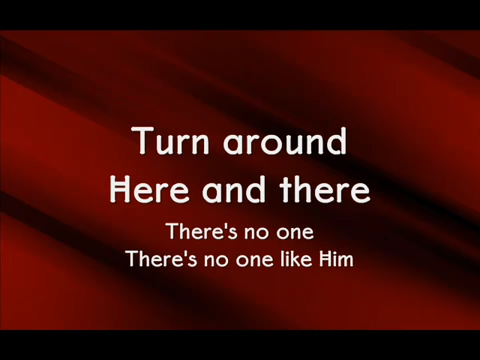 Turn around
Here and there
There's no one
There's no one like Him